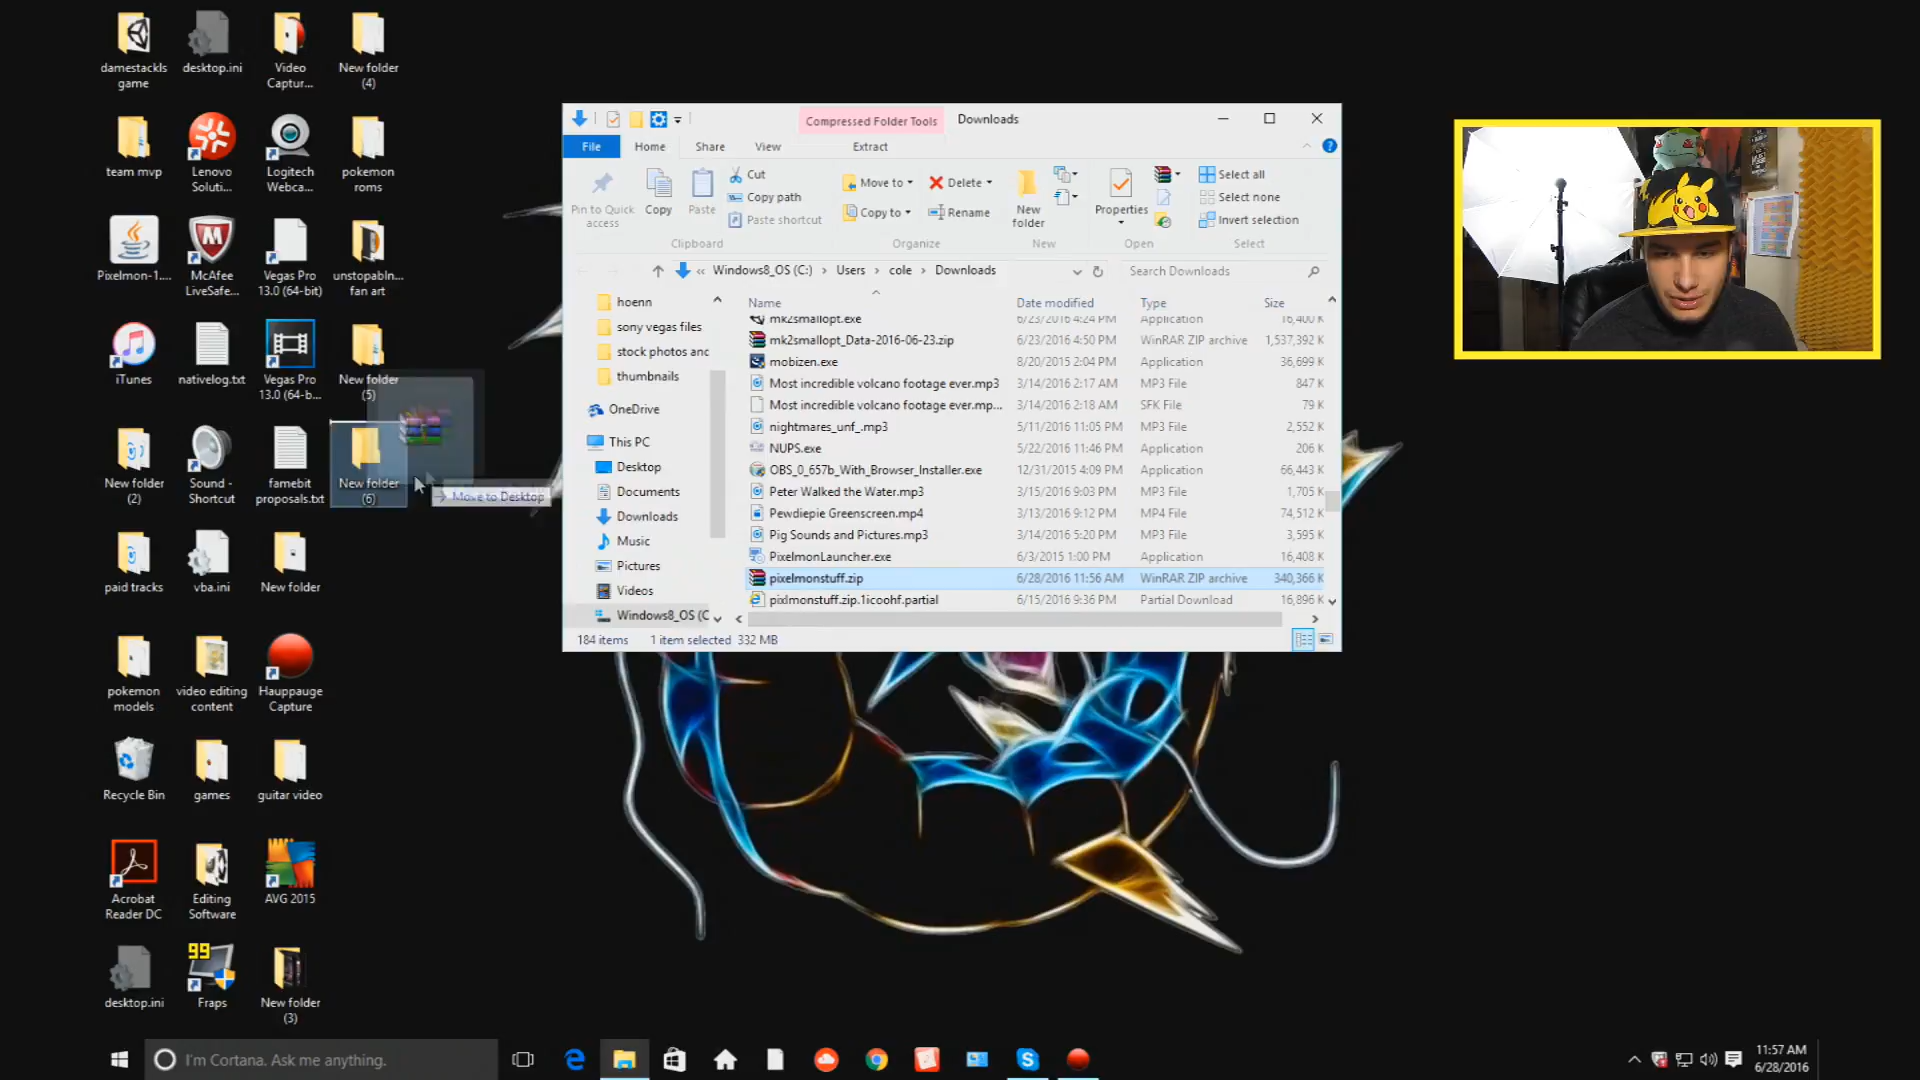 damestackls
game
desktop.ini
Video
Captur...
New folder
(4)
team mvp
Lenovo
Soluti...
Logitech
Webca...
pokemon
roms
Pixelmon-1....
McAfee
LiveSafe...
Vegas Pro
13.0 (64-bit)
unstopabln...
fan art
iTunes
nativelog.txt
Vegas Pro
13.0 (64-b...
New folder
(5)
New folder
(2)
Sound -
Shortcut
famebit
proposals.txt
New folder
(6)
Move to Desktop
paid tracks
vba.ini
New folder
pokemon
models
video editing
content
Hauppauge
Capture
Recycle Bin
games
guitar video
Acrobat
Reader DC
Editing
Software
AVG 2015
desktop.ini
99
Fraps
New folder
(3)
Compressed Folder Tools
Downloads
File
Home
Share
View
Extract
Pin to Quick
access
Copy
Paste
Cut
Copy path
Paste shortcut
Clipboard
Move to
Copy to
Delete
Rename
Organize
New
folder
New
Properties
Open
Select all
Select none
Invert selection
Select
« Windows8_OS (C:) › Users › cole › Downloads
Search Downloads
hoenn
sony vegas files
stock photos anc
thumbnails
OneDrive
This PC
Desktop
Documents
Downloads
Music
Pictures
Videos
Windows8_OS (C
Name Date modified Type Size
mk2smallopt.exe 6/23/2016 4:24 PM Application 16,400 K
mk2smallopt_Data-2016-06-23.zip 6/23/2016 4:50 PM WinRAR ZIP archive 1,537,392 K
mobizen.exe 8/20/2015 2:04 PM Application 36,699 K
Most incredible volcano footage ever.mp3 3/14/2016 2:17 AM MP3 File 847 K
Most incredible volcano footage ever.mp... 3/14/2016 2:18 AM SFK File 79 K
nightmares_unf_.mp3 5/11/2016 11:05 PM MP3 File 2,552 K
NUPS.exe 5/22/2016 11:46 PM Application 206 K
OBS_0_657b_With_Browser_Installer.exe 12/31/2015 4:09 PM Application 66,443 K
Peter Walked the Water.mp3 3/15/2016 9:03 PM MP3 File 1,705 K
Pewdiepie Greenscreen.mp4 3/13/2016 9:12 PM MP4 File 74,512 K
Pig Sounds and Pictures.mp3 3/14/2016 5:20 PM MP3 File 3,595 K
PixelmonLauncher.exe 6/3/2015 1:00 PM Application 16,408 K
pixelmonstuff.zip 6/28/2016 11:56 AM WinRAR ZIP archive 340,366 K
pixlmonstuff.zip.1icoohf.partial 6/15/2016 9:36 PM Partial Download 16,896 K
184 items 1 item selected 332 MB
I'm Cortana. Ask me anything.
11:57 AM
6/28/2016